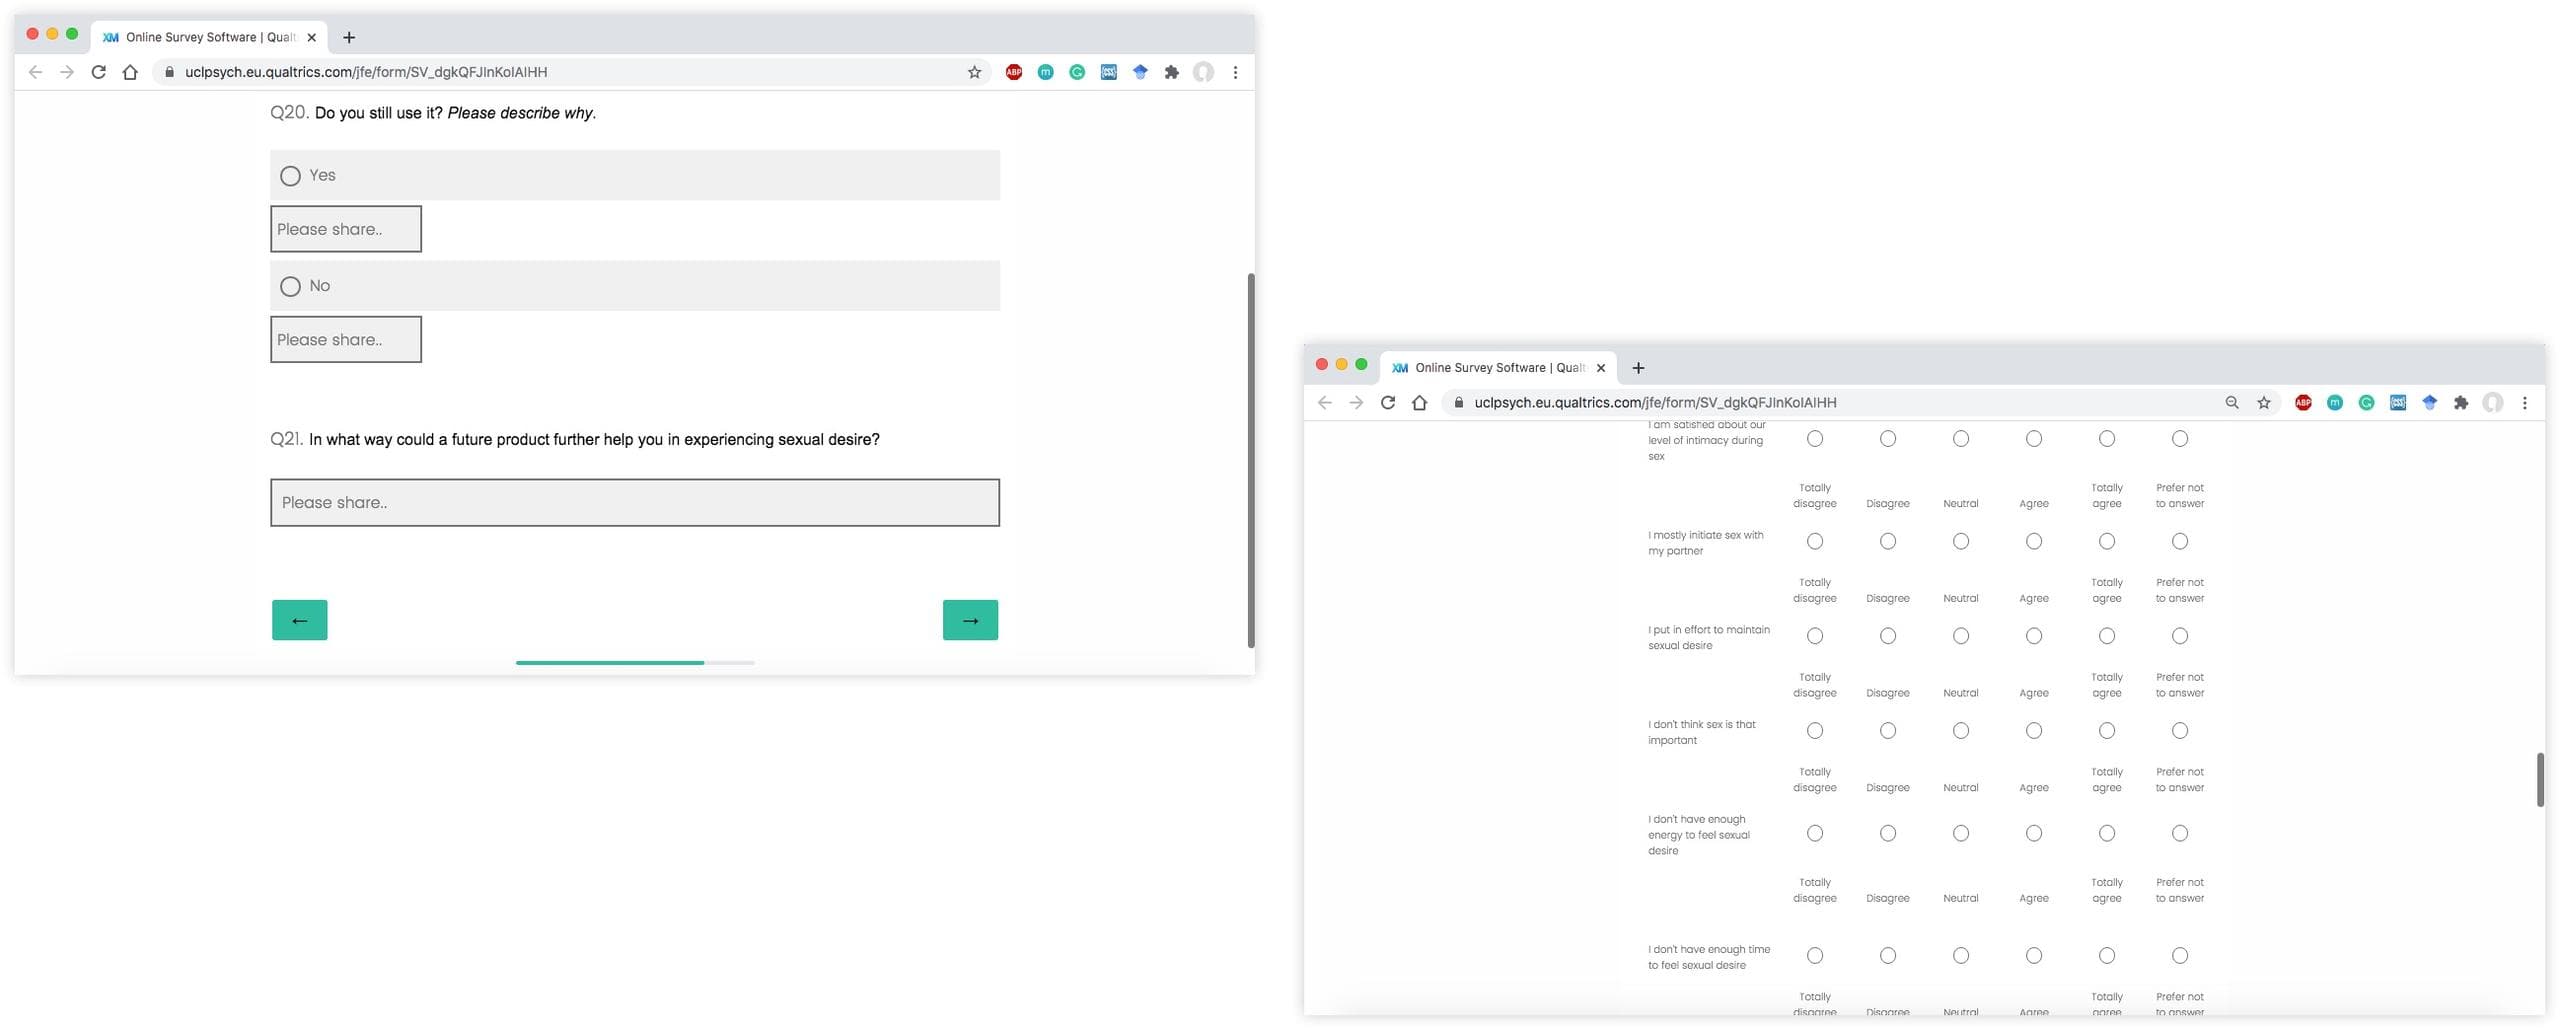 Online Survey Software | Qualt
uclpsych.eu.qualtrics.com/jfe/form/SV_dgkQFJInKolAIHH
ABP
m
{CSS}
Q20. Do you still use it? Please describe why.
Yes
Please share..
No
Please share..
Q21. In what way could a future product further help you in experiencing sexual desire?
Please share..
←
→
Online Survey Software | Qualt
uclpsych.eu.qualtrics.com/jfe/form/SV_dgkQFJInKolAIHH
ABP
m
{CSS}
I am satisfied about our
level of intimacy during
sex
Totally Totally Prefer not
disagree Disagree Neutral Agree agree to answer
I mostly initiate sex with
my partner
Totally Totally Prefer not
disagree Disagree Neutral Agree agree to answer
I put in effort to maintain
sexual desire
Totally Totally Prefer not
disagree Disagree Neutral Agree agree to answer
I don't think sex is that
important
Totally Totally Prefer not
disagree Disagree Neutral Agree agree to answer
I don't have enough
energy to feel sexual
desire
Totally Totally Prefer not
disagree Disagree Neutral Agree agree to answer
I don't have enough time
to feel sexual desire
Totally Totally Prefer not
disagree Disagree Neutral Agree agree to answer